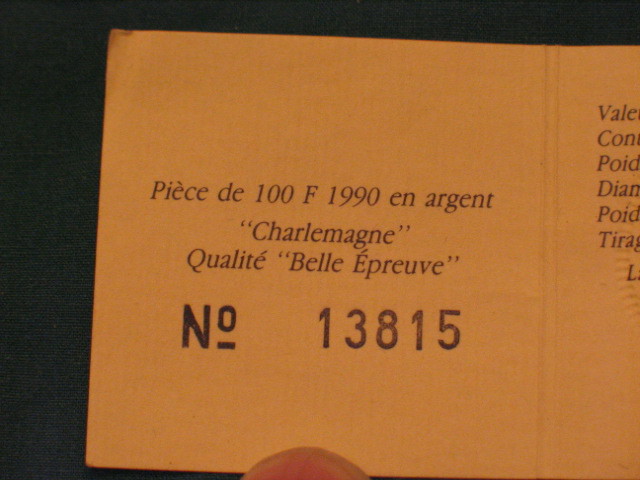 Pièce de 100 F 1990 en argent
"Charlemagne"
Qualité "Belle Épreuve"
Nº 13815